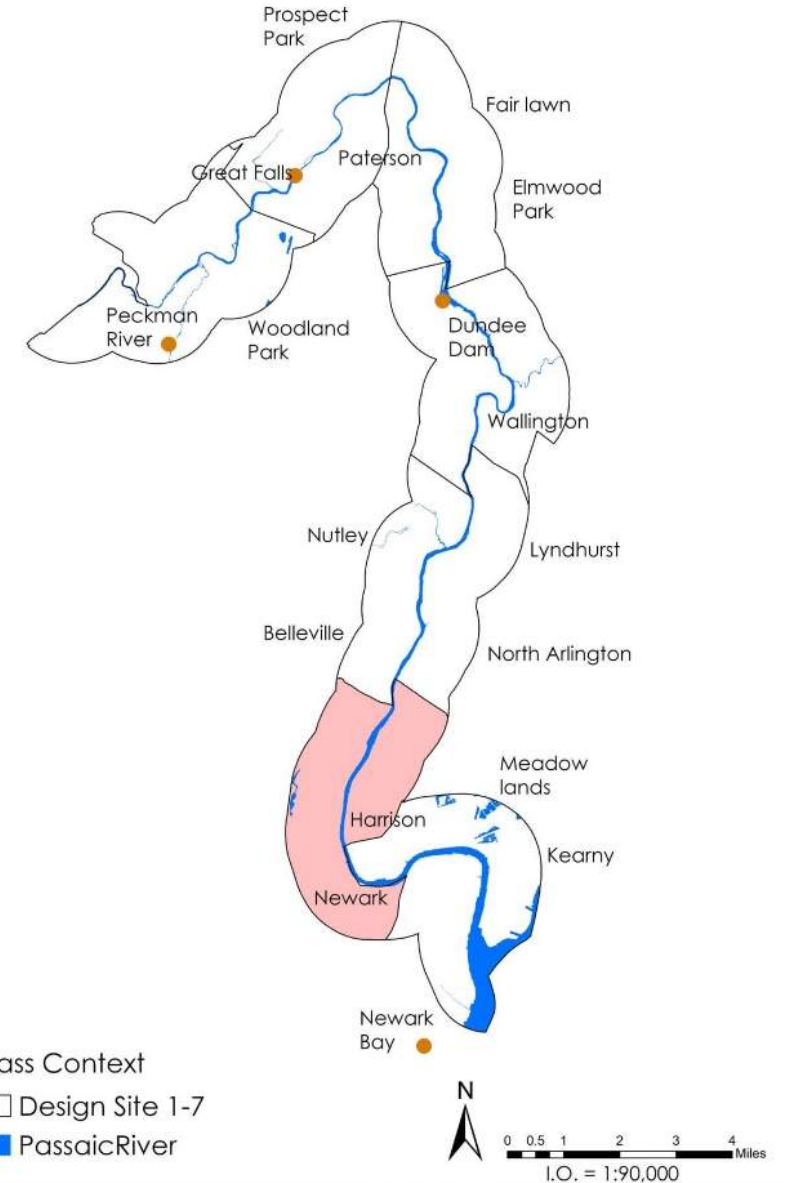 Prospect
Park
Fair lawn
Paterson
Great Falls
Elmwood
Park
Peckman
River
Woodland
Park
Dundee
Dam
Wallington
Nutley
Lyndhurst
Belleville
North Arlington
Meadow
lands
Harrison
Kearny
Newark
Newark
Bay
ass Context
Design Site 1-7
PassaicRiver
N
0 0.5 1 2 3 4
Miles
I.O. = 1:90,000